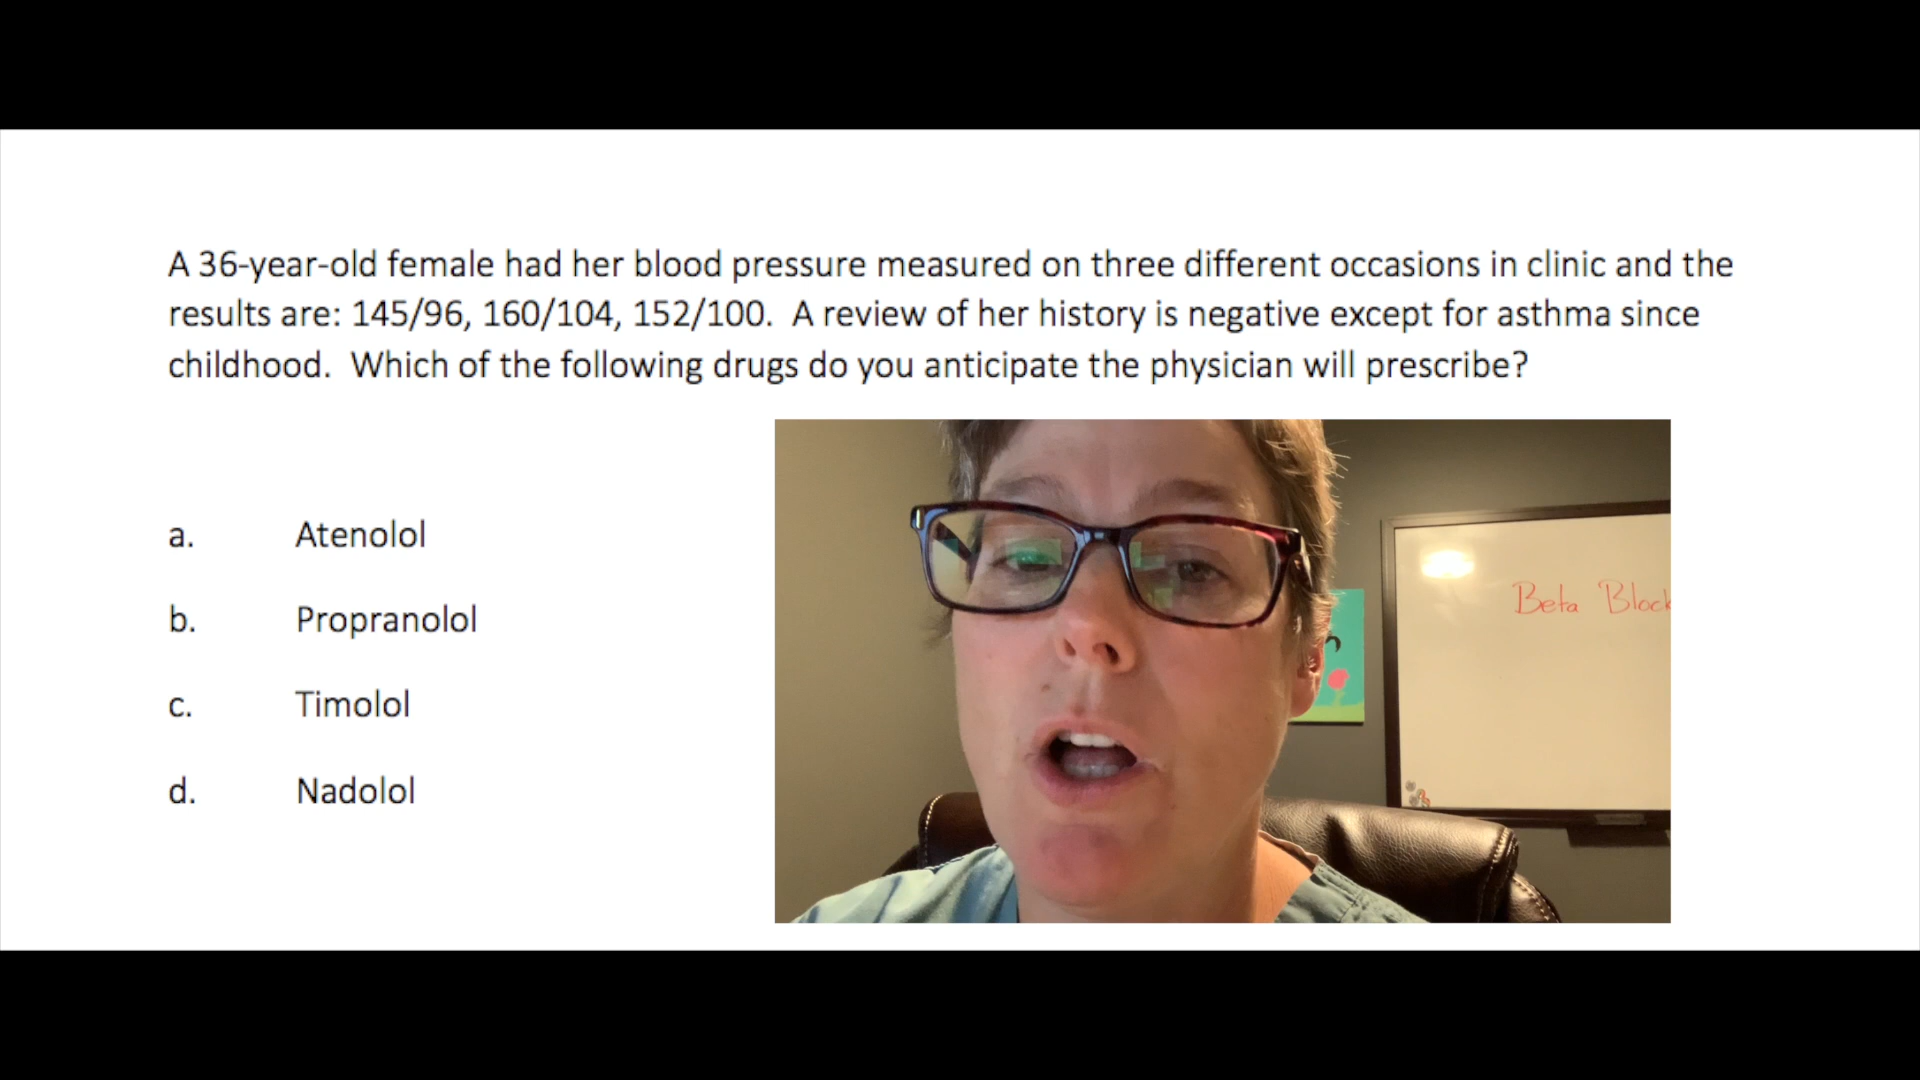 A 36-year-old female had her blood pressure measured on three different occasions in clinic and the
results are: 145/96, 160/104, 152/100.  A review of her history is negative except for asthma since
childhood.  Which of the following drugs do you anticipate the physician will prescribe?
a. Atenolol
b. Propranolol
c. Timolol
d. Nadolol
Beta Block